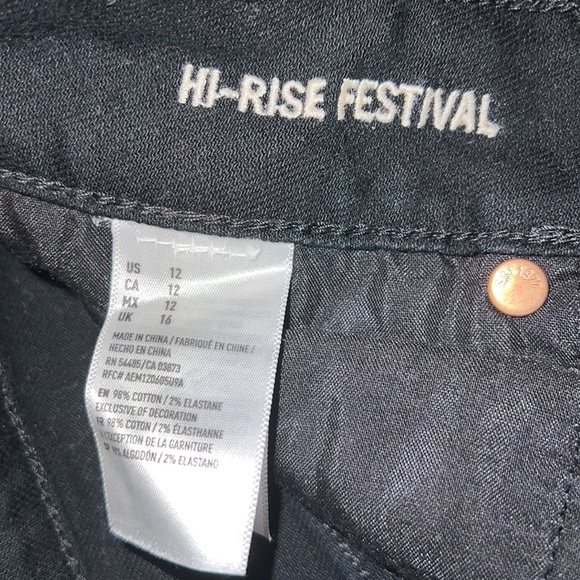 HI-RISE FESTIVAL
US 12
CA 12
MX 12
UK 16
MADE IN CHINA / FABRIQUÉ EN CHINE /
HECHO EN CHINA
RN 54485/CA 03873
RFC# AEM120605U9A
EN 98% COTTON / 2% ELASTANE
EXCLUSIVE OF DECORATION
FR 98% COTON / 2% ÉLASTHANNE
DE LA GARNITURE
ALGODÓN / 2% ELASTANO